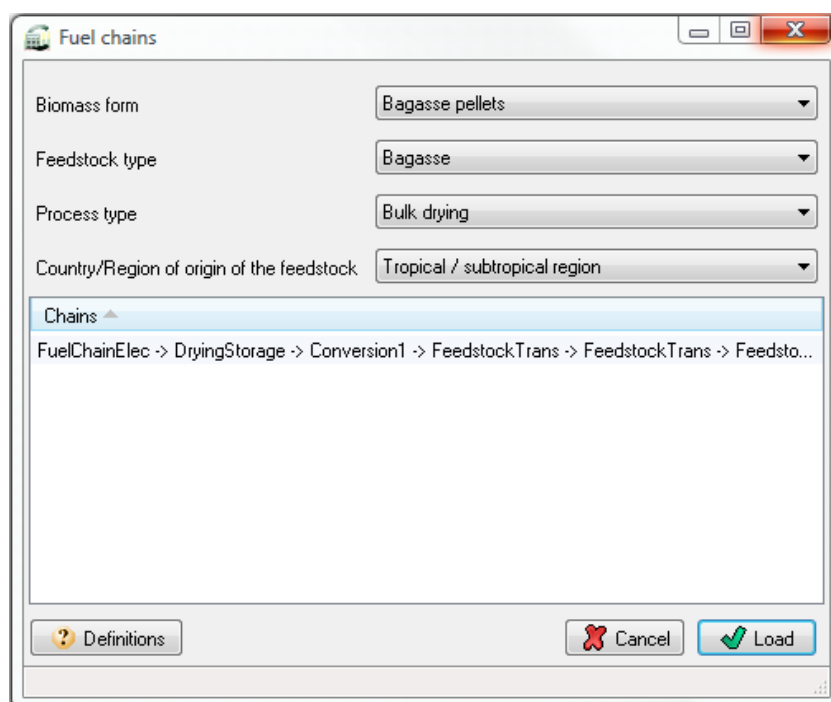 Fuel chains
Biomass form Bagasse pellets
Feedstock type Bagasse
Process type Bulk drying
Country/Region of origin of the feedstock Tropical / subtropical region
Chains
FuelChainElec -> DryingStorage -> Conversion1 -> FeedstockTrans -> FeedstockTrans -> Feedsto...
Definitions Cancel Load